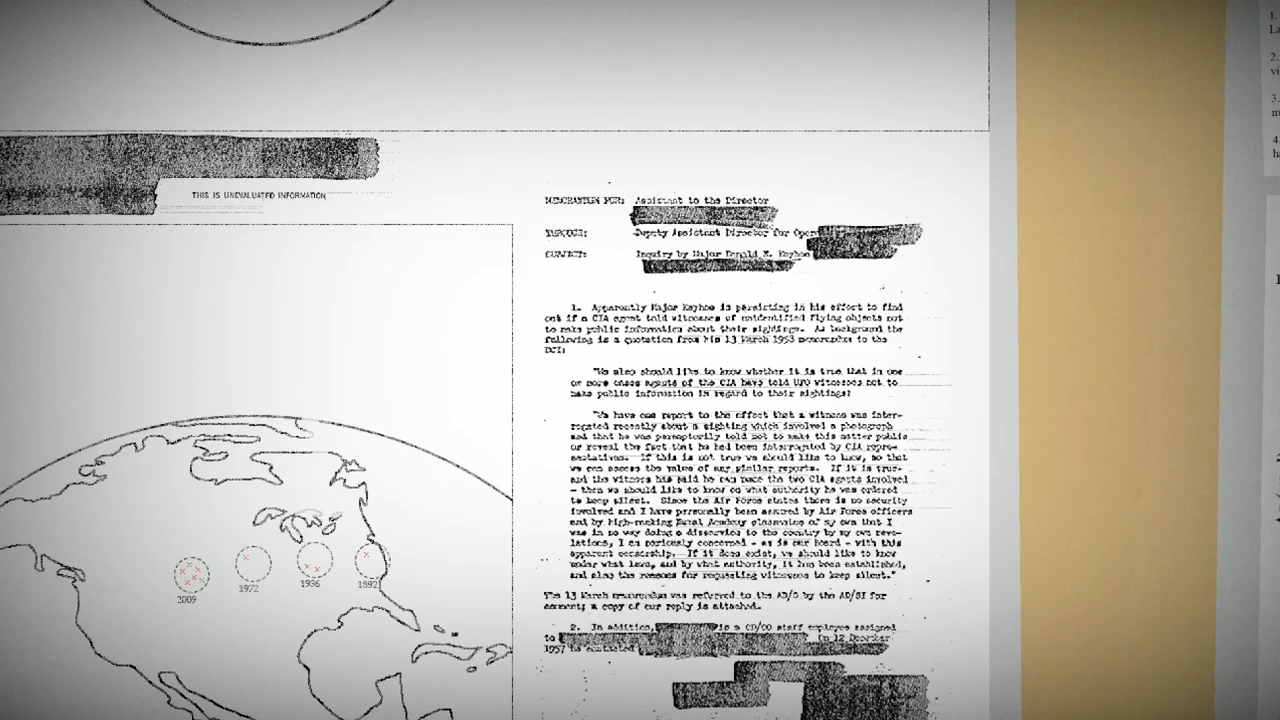 THIS IS UNEVALUATED INFORMATION
MEMORANDUM FOR: Assistant to the Director
THROUGH: Deputy Assistant Director for Oper
SUBJECT: Inquiry by Major Donald E. Keyhoe
1. Apparently Major Keyhoe is persisting in his effort to find
out if a CIA agent told witnesses of unidentified flying objects not
to make public information about their sightings. As background the
following is a quotation from his 13 March 1958 memorandum to the
DCI:
"We also should like to know whether it is true that in one
or more cases agents of the CIA have told UFO witnesses not to
make public information in regard to their sightings?
"We have one report to the effect that a witness was inter-
rogated recently about a sighting which involved a photograph
and that he was peremptorily told not to make this matter public
or reveal the fact that he had been interrogated by CIA repre-
sentatives. If this is not true we should like to know, so that
we can assess the value of any similar reports. If it is true-
and the witness has said he can name the two CIA agents involved
- then we should like to know on what authority he was ordered
to keep silent. Since the Air Force states there is no security
involved and I have personally been assured by Air Force officers
and by high-ranking Naval Academy classmates of my own that I
was in no way doing a disservice to the country by my own reve-
lations, I am seriously concerned - as is our Board - with this
apparent censorship. If it does exist, we should like to know
under what laws, and by what authority, it has been established,
and also the reasons for requesting witnesses to keep silent."
The 13 March memorandum was referred to the AD/O by the AD/SI for
comment; a copy of our reply is attached.
2. In addition, is a CD/OO staff employee assigned
to On 12 December
1957 he contacted
2009
1972
1936
1892
1.
La
2.
vi
3.
4.
ha